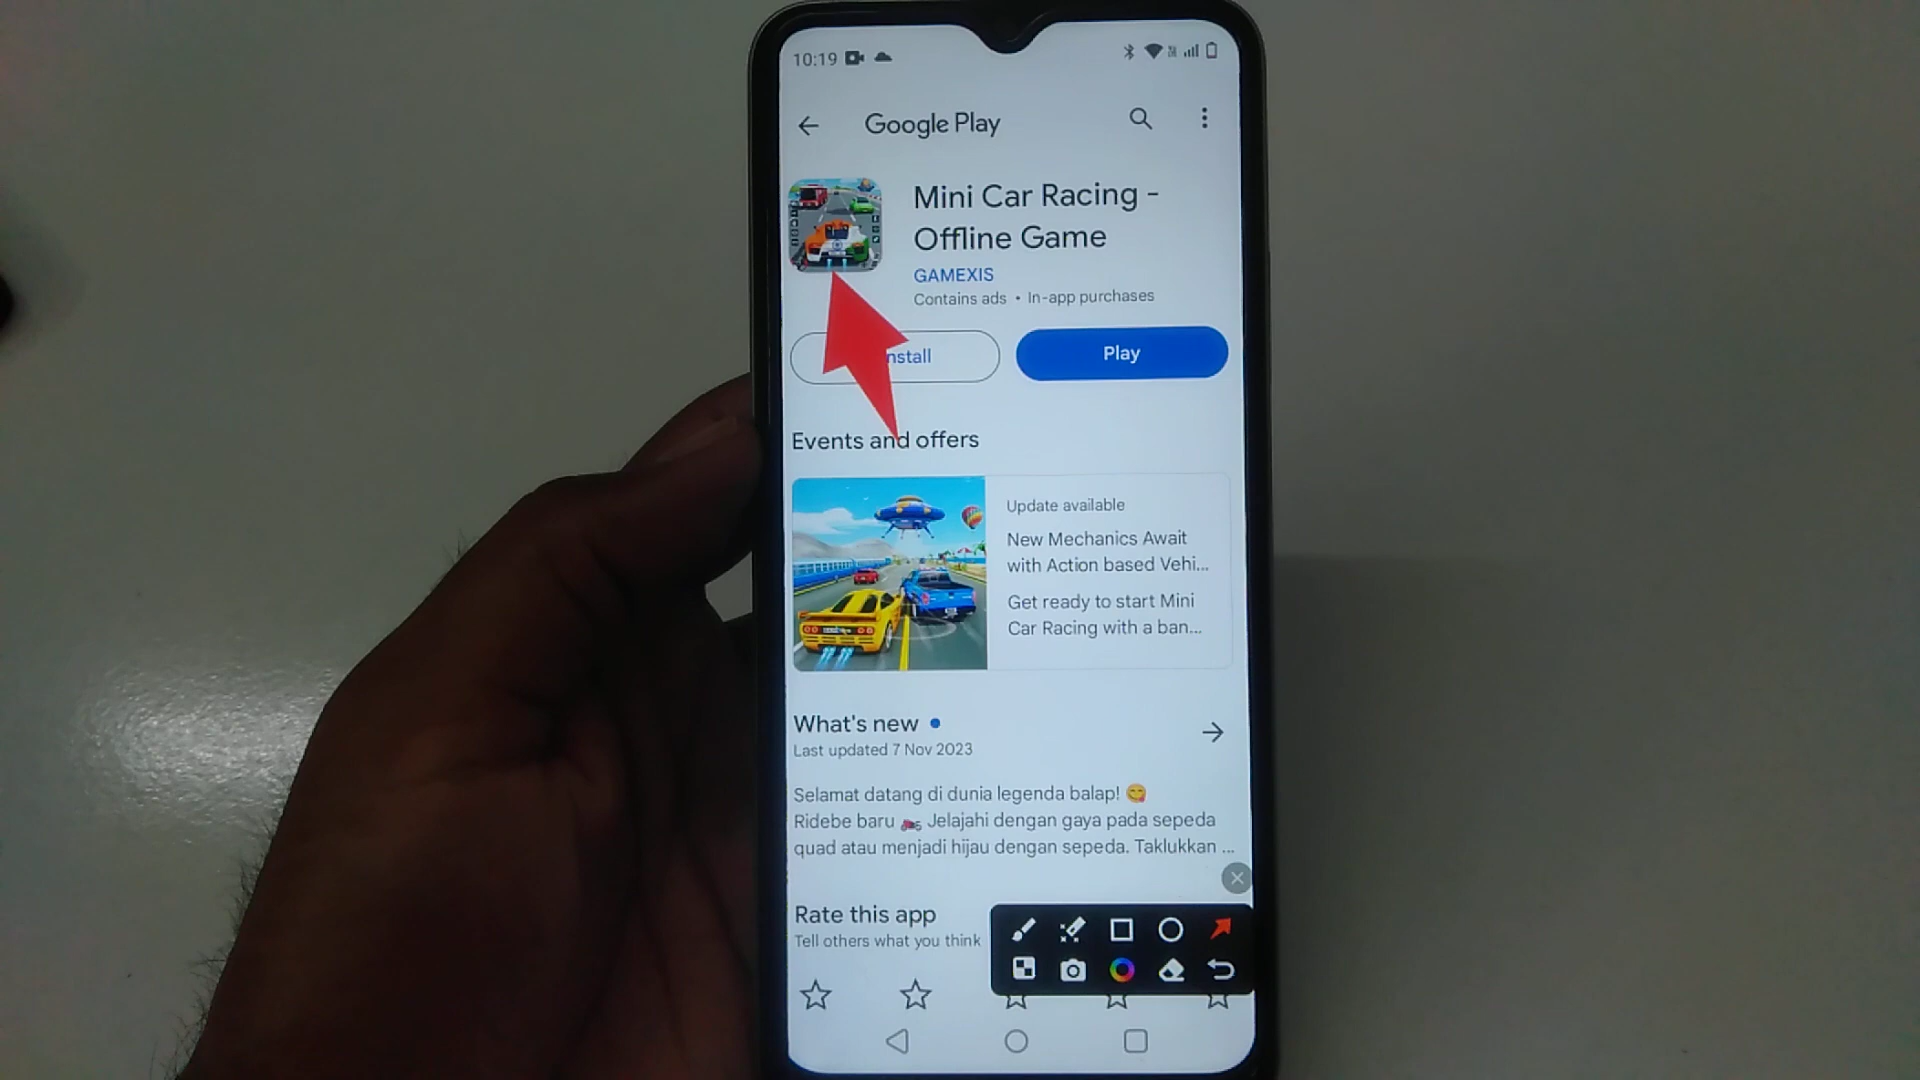 10:19
Google Play
Mini Car Racing -
Offline Game
GAMEXIS
Contains ads • In-app purchases
nstall
Play
Events and offers
Update available
New Mechanics Await
with Action based Vehi...
Get ready to start Mini
Car Racing with a ban...
What's new
Last updated 7 Nov 2023
Selamat datang di dunia legenda balap! 😋
Ridebe baru 🏍 Jelajahi dengan gaya pada sepeda
quad atau menjadi hijau dengan sepeda. Taklukkan ...
Rate this app
Tell others what you think